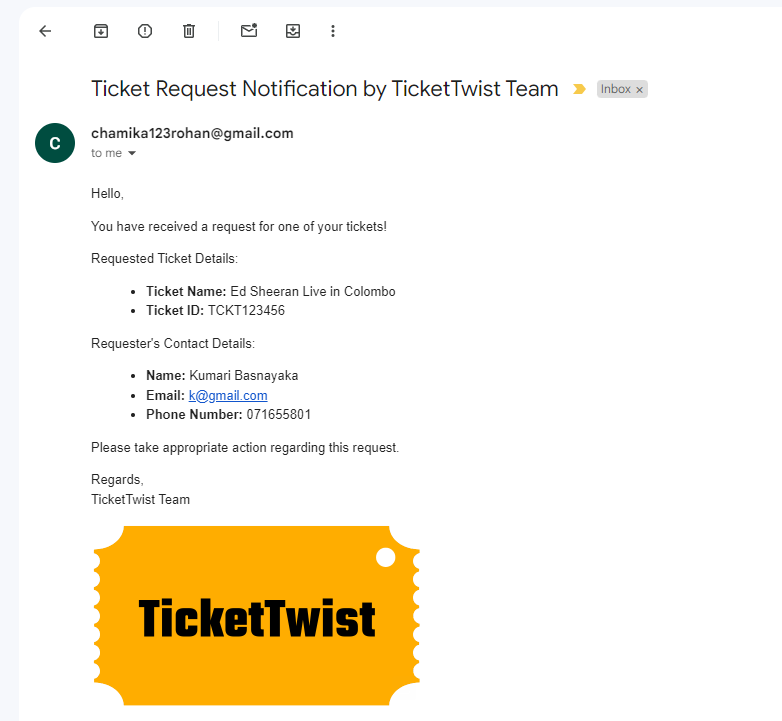 Ticket Request Notification by TicketTwist Team Inbox ×
C
chamika123rohan@gmail.com
to me
Hello,
You have received a request for one of your tickets!
Requested Ticket Details:
• Ticket Name: Ed Sheeran Live in Colombo
• Ticket ID: TCKT123456
Requester's Contact Details:
• Name: Kumari Basnayaka
• Email: k@gmail.com
• Phone Number: 071655801
Please take appropriate action regarding this request.
Regards,
TicketTwist Team
TicketTwist